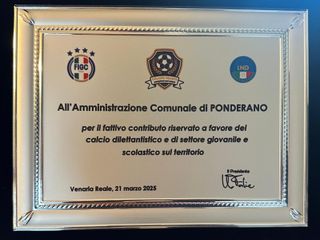 FIGC
LND
All'Amministrazione Comunale di PONDERANO
per il fattivo contributo riservato a favore del
calcio dilettantistico e di settore giovanile e
scolastico sul territorio
Il Presidente
Venaria Reale, 21 marzo 2025